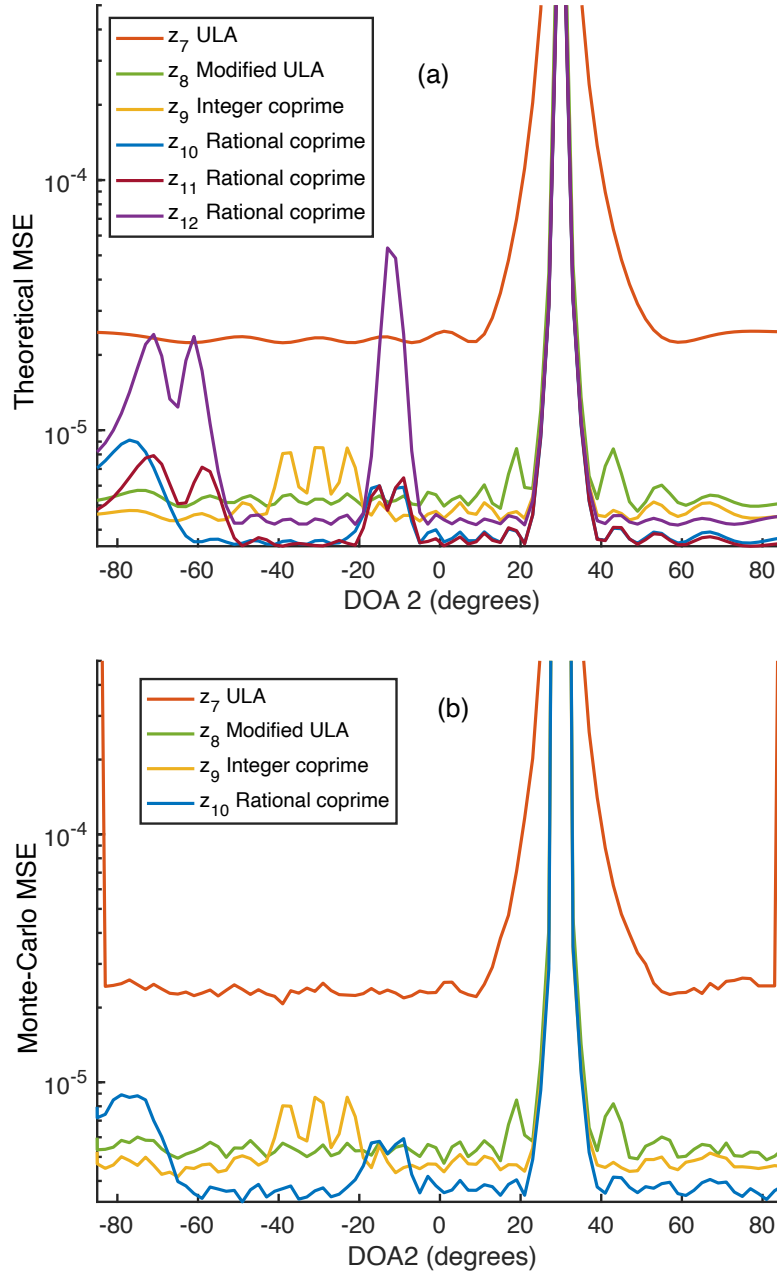 (a)
z7 ULA
z8 Modified ULA
z9 Integer coprime
z10 Rational coprime
z11 Rational coprime
z12 Rational coprime
Theoretical MSE
10-4
10-5
-80 -60 -40 -20 0 20 40 60 80
DOA 2 (degrees)
(b)
z7 ULA
z8 Modified ULA
z9 Integer coprime
z10 Rational coprime
Monte-Carlo MSE
10-4
10-5
-80 -60 -40 -20 0 20 40 60 80
DOA2 (degrees)